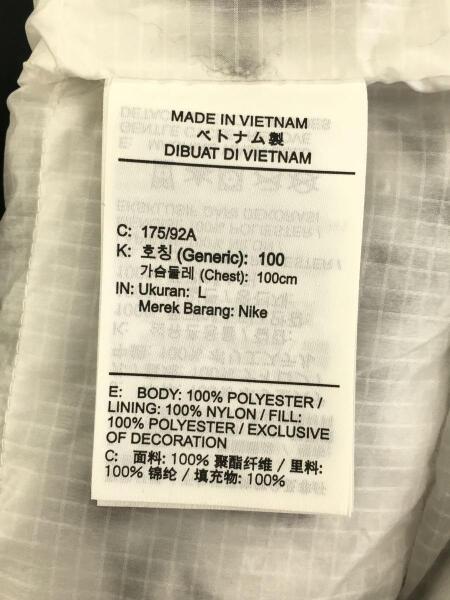 MADE IN VIETNAM
ベトナム製
DIBUAT DI VIETNAM
C: 175/92A
K: 호칭 (Generic): 100
가슴둘레 (Chest): 100cm
IN: Ukuran: L
Merek Barang: Nike
E: BODY: 100% POLYESTER /
LINING: 100% NYLON / FILL:
100% POLYESTER / EXCLUSIVE
OF DECORATION
C: 面料: 100% 聚酯纤维 / 里料:
100% 锦纶 / 填充物: 100%